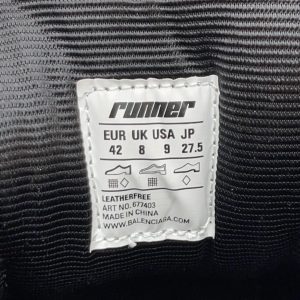 runner
EUR UK USA JP
42 8 9 27.5
LEATHERFREE
ART NO. 677403
MADE IN CHINA
WWW.BALENCIAGA.COM